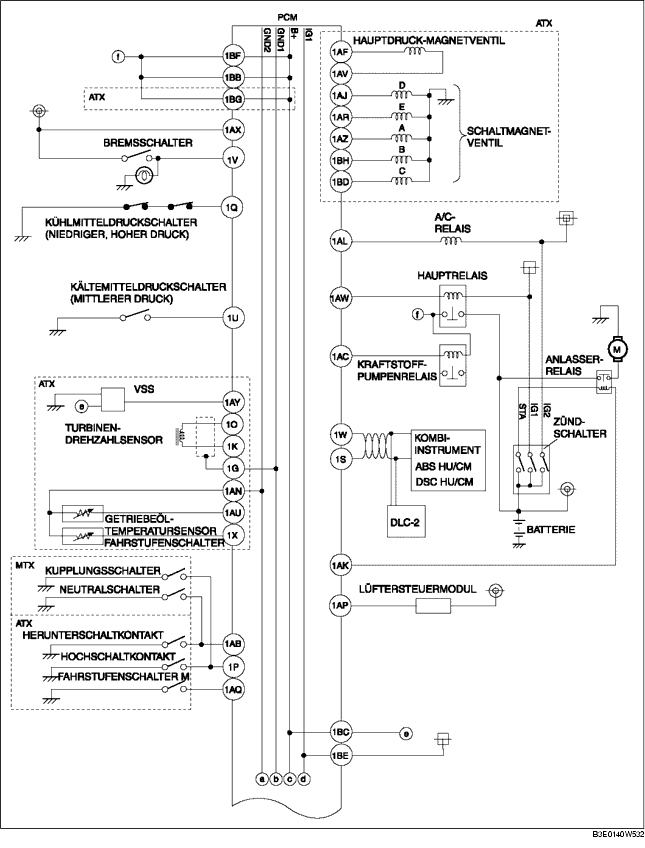 PCM
GND2
GND1
B+
IG1
ATX
f
1BF
1BB
1BG
ATX
1AX
BREMSSCHALTER
1V
1Q
KÜHLMITTELDRUCKSCHALTER
(NIEDRIGER, HOHER DRUCK)
KÄLTEMITTELDRUCKSCHALTER
(MITTLERER DRUCK)
1U
ATX
VSS
e
1AY
TURBINEN-
DREHZAHLSENSOR
1O
1K
1G
1AN
1AU
GETRIEBEÖL-
TEMPERATURSENSOR
FAHRSTUFENSCHALTER
1X
MTX
KUPPLUNGSSCHALTER
NEUTRALSCHALTER
ATX
HERUNTERSCHALTKONTAKT
1AB
HOCHSCHALTKONTAKT
1P
FAHRSTUFENSCHALTER M
1AQ
a
b
c
d
HAUPTDRUCK-MAGNETVENTIL
1AF
1AV
1AJ
D
1AR
E
1AZ
A
SCHALTMAGNET-
VENTIL
1BH
B
1BD
C
A/C-
RELAIS
1AL
HAUPTRELAIS
1AW
f
1AC
KRAFTSTOFF-
PUMPENRELAIS
M
ANLASSER-
RELAIS
STA
IG1
IG2
ZÜND-
SCHALTER
1W
1S
KOMBI-
INSTRUMENT
ABS HU/CM
DSC HU/CM
DLC-2
BATTERIE
1AK
LÜFTERSTEUERMODUL
1AP
1BC
e
1BE
B3E0140W532